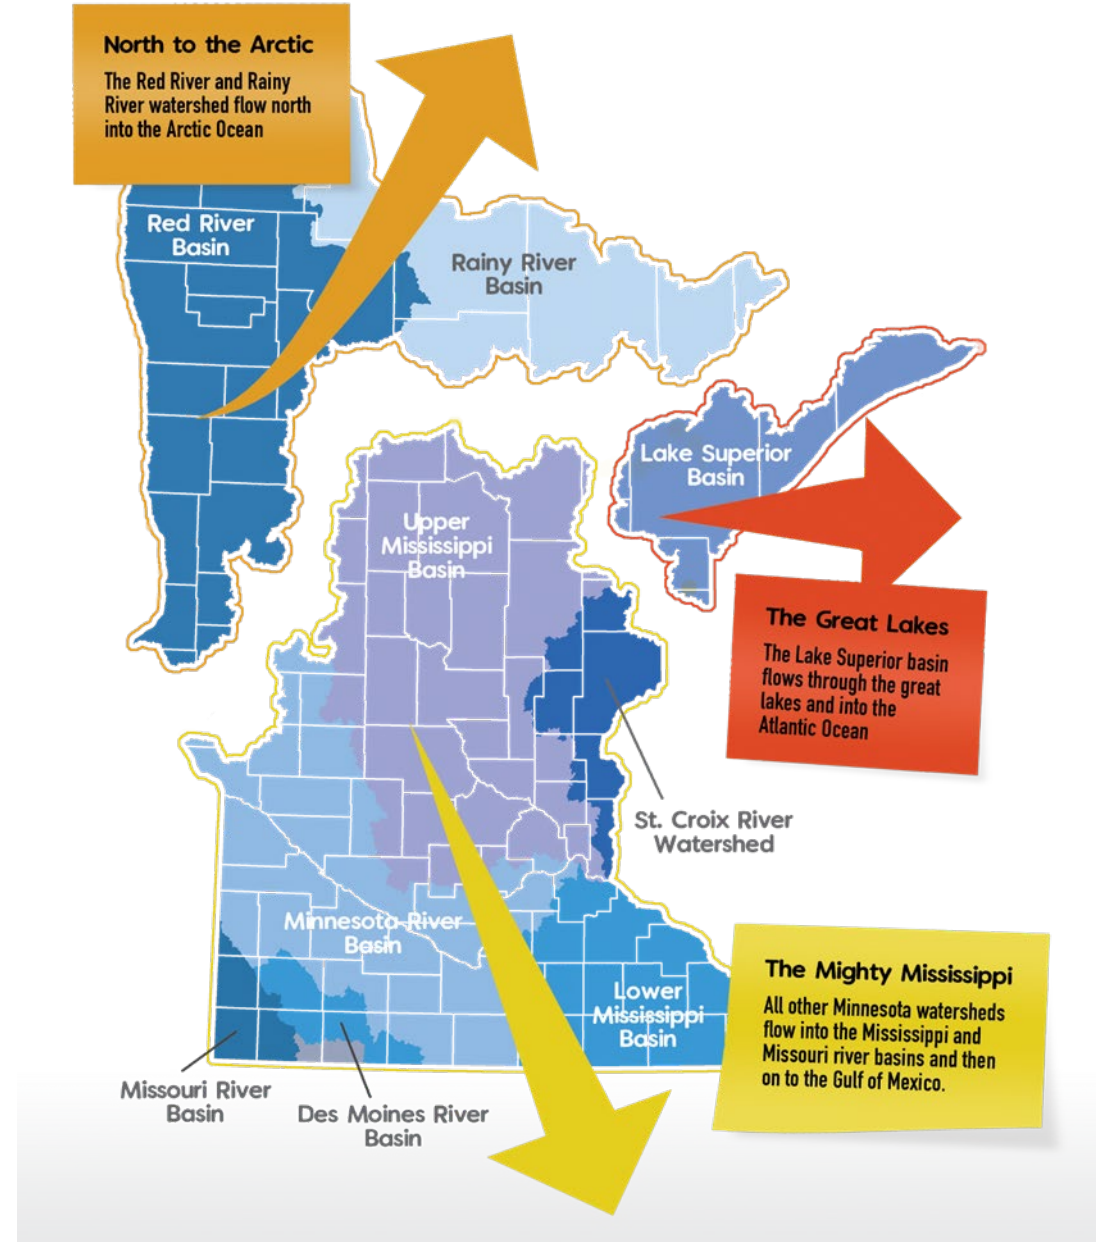 North to the Arctic
The Red River and Rainy
River watershed flow north
into the Arctic Ocean
Red River
Basin
Rainy River
Basin
Lake Superior
Basin
Upper
Mississippi
Basin
The Great Lakes
The Lake Superior basin
flows through the great
lakes and into the
Atlantic Ocean
St. Croix River
Watershed
Minnesota River
Basin
Lower
Mississippi
Basin
The Mighty Mississippi
All other Minnesota watersheds
flow into the Mississippi and
Missouri river basins and then
on to the Gulf of Mexico.
Missouri River
Basin
Des Moines River
Basin